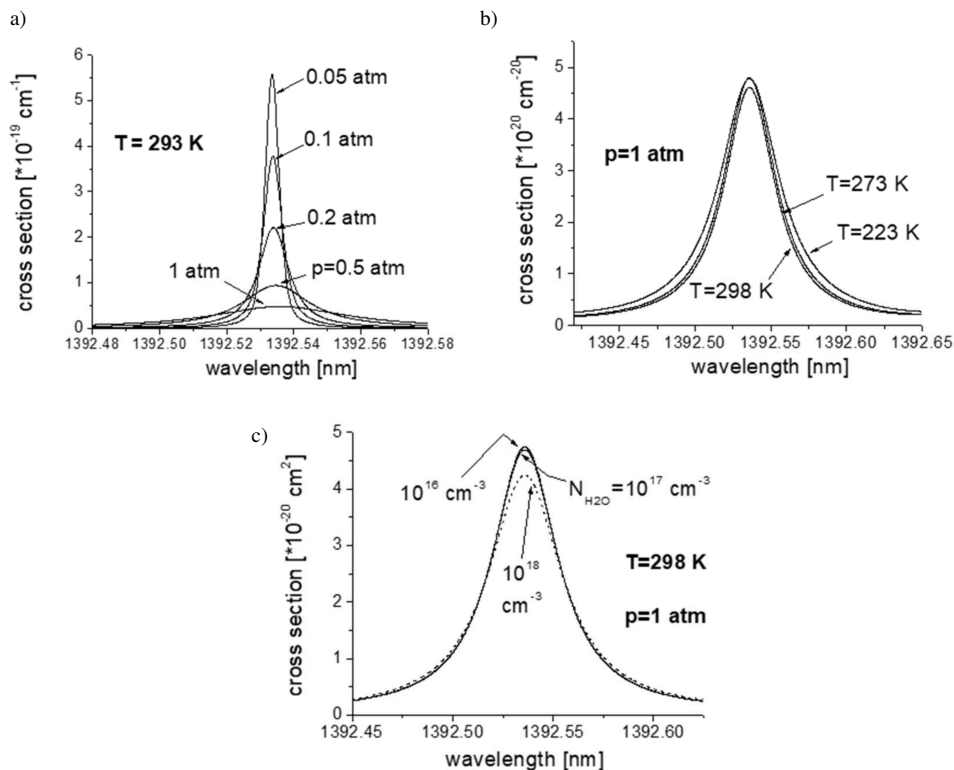 a)
cross section [*10⁻¹⁹ cm⁻¹]
6
5
4
3
2
1
0
T = 293 K
0.05 atm
0.1 atm
0.2 atm
1 atm
p=0.5 atm
1392.48 1392.50 1392.52 1392.54 1392.56 1392.58
wavelength [nm]
b)
cross section [*10²⁰ cm⁻²⁰]
5
4
3
2
1
0
p=1 atm
T=273 K
T=223 K
T=298 K
1392.45 1392.50 1392.55 1392.60 1392.65
wavelength [nm]
c)
cross section [*10⁻²⁰ cm²]
5
4
3
2
1
0
10¹⁶ cm⁻³
N_H2O=10¹⁷ cm⁻³
10¹⁸
cm⁻³
T=298 K
p=1 atm
1392.45 1392.50 1392.55 1392.60
wavelength [nm]